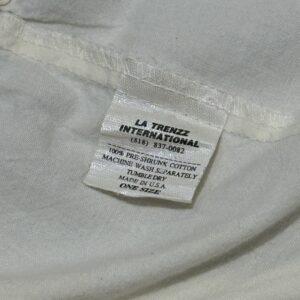 LA TRENZZ
INTERNATIONAL
(818) 837-0082
100% PRE-SHRUNK COTTON
MACHINE WASH SEPARATELY
TUMBLE DRY
MADE IN U.S.A.
ONE SIZE